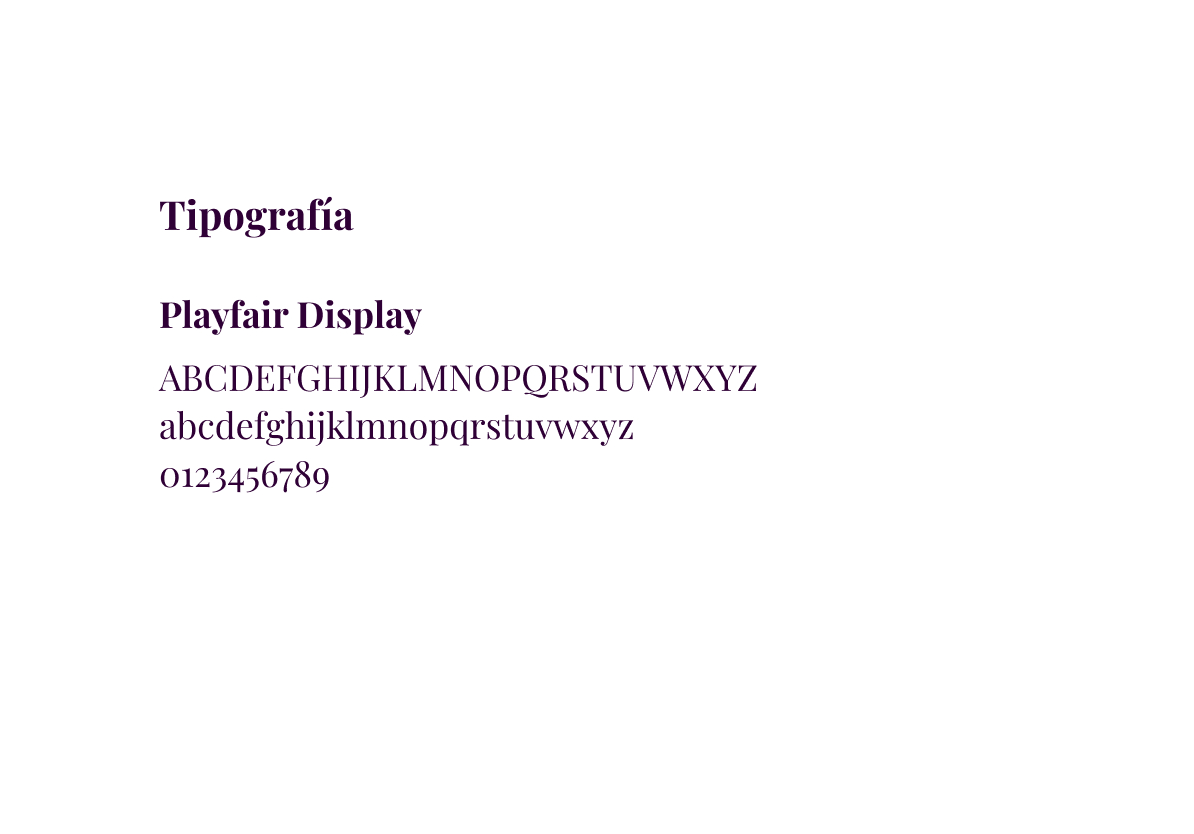 Tipografía
Playfair Display
ABCDEFGHIJKLMNOPQRSTUVWXYZ
abcdefghijklmnopqrstuvwxyz
0123456789